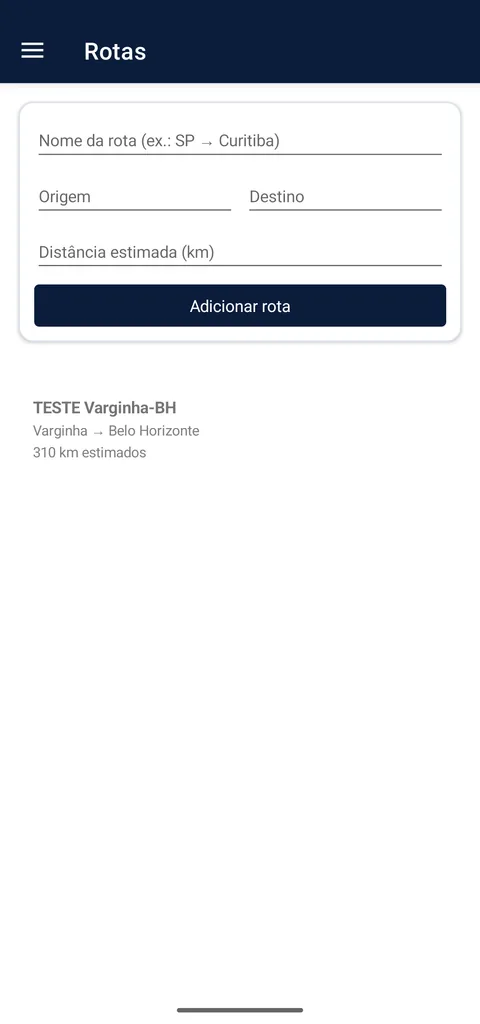 Rotas
Nome da rota (ex.: SP → Curitiba)
Origem Destino
Distância estimada (km)
Adicionar rota
TESTE Varginha-BH
Varginha → Belo Horizonte
310 km estimados